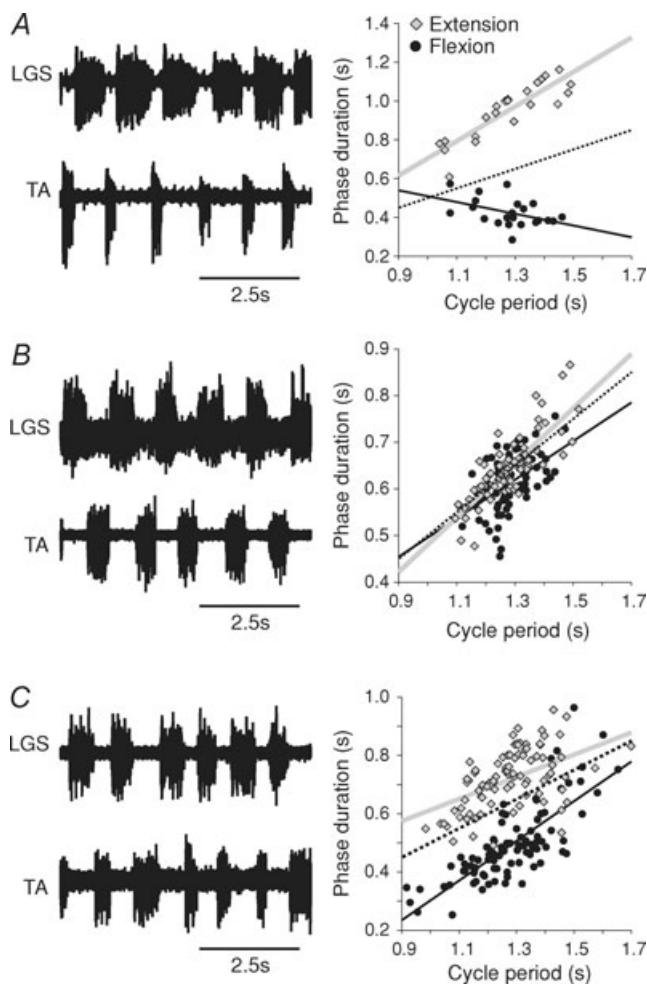 A
LGS
TA
2.5s
Phase duration (s)
1.4
1.2
1.0
0.8
0.6
0.4
0.2
Extension
Flexion
0.9 1.1 1.3 1.5 1.7
Cycle period (s)
B
LGS
TA
2.5s
Phase duration (s)
0.9
0.8
0.7
0.6
0.5
0.4
0.9 1.1 1.3 1.5 1.7
Cycle period (s)
C
LGS
TA
2.5s
Phase duration (s)
1.0
0.8
0.6
0.4
0.2
0.9 1.1 1.3 1.5 1.7
Cycle period (s)